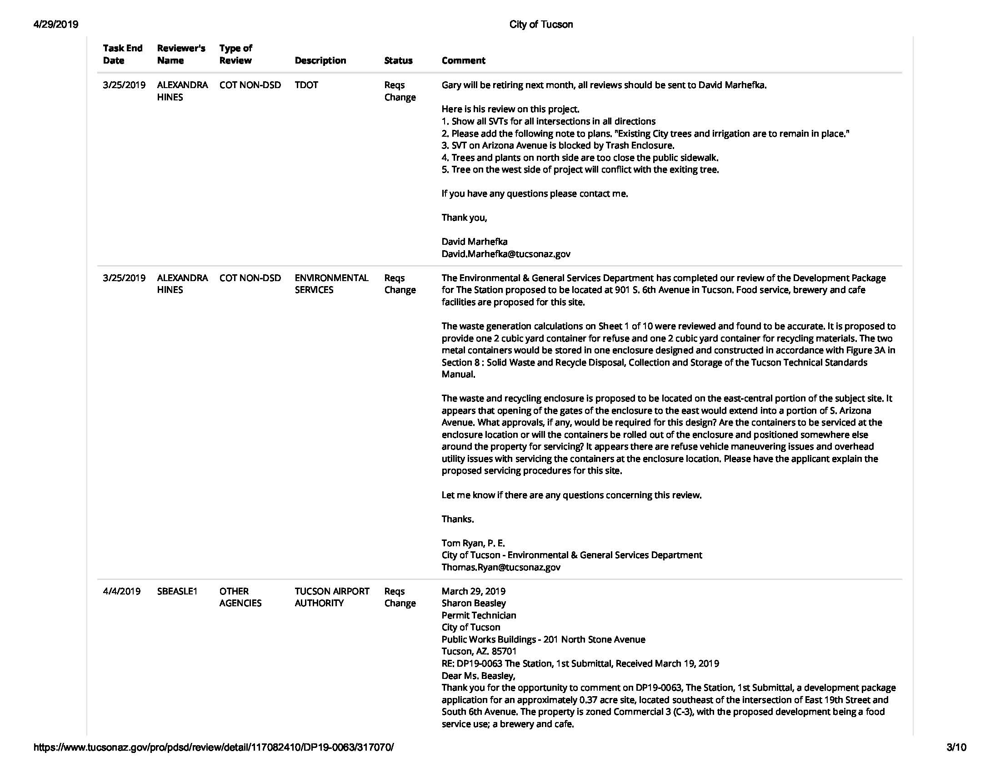 4/29/2019
City of Tucson
Task End Date
Reviewer's Name
Type of Review
Description
Status
Comment
3/25/2019
ALEXANDRA HINES
COT NON-DSD
TDOT
Reqs Change
Gary will be retiring next month, all reviews should be sent to David Marhefka.
Here is his review on this project.
1. Show all SVTs for all intersections in all directions
2. Please add the following note to plans. "Existing City trees and irrigation are to remain in place."
3. SVT on Arizona Avenue is blocked by Trash Enclosure.
4. Trees and plants on north side are too close the public sidewalk.
5. Tree on the west side of project will conflict with the exiting tree.
If you have any questions please contact me.
Thank you,
David Marhefka
David.Marhefka@tucsonaz.gov
3/25/2019
ALEXANDRA HINES
COT NON-DSD
ENVIRONMENTAL SERVICES
Reqs Change
The Environmental & General Services Department has completed our review of the Development Package
for The Station proposed to be located at 901 S. 6th Avenue in Tucson. Food service, brewery and cafe
facilities are proposed for this site.
The waste generation calculations on Sheet 1 of 10 were reviewed and found to be accurate. It is proposed to
provide one 2 cubic yard container for refuse and one 2 cubic yard container for recycling materials. The two
metal containers would be stored in one enclosure designed and constructed in accordance with Figure 3A in
Section 8 : Solid Waste and Recycle Disposal, Collection and Storage of the Tucson Technical Standards
Manual.
The waste and recycling enclosure is proposed to be located on the east-central portion of the subject site. It
appears that opening of the gates of the enclosure to the east would extend into a portion of S. Arizona
Avenue. What approvals, if any, would be required for this design? Are the containers to be serviced at the
enclosure location or will the containers be rolled out of the enclosure and positioned somewhere else
around the property for servicing? It appears there are refuse vehicle maneuvering issues and overhead
utility issues with servicing the containers at the enclosure location. Please have the applicant explain the
proposed servicing procedures for this site.
Let me know if there are any questions concerning this review.
Thanks.
Tom Ryan, P. E.
City of Tucson - Environmental & General Services Department
Thomas.Ryan@tucsonaz.gov
4/4/2019
SBEASLE1
OTHER AGENCIES
TUCSON AIRPORT AUTHORITY
Reqs Change
March 29, 2019
Sharon Beasley
Permit Technician
City of Tucson
Public Works Buildings - 201 North Stone Avenue
Tucson, AZ. 85701
RE: DP19-0063 The Station, 1st Submittal, Received March 19, 2019
Dear Ms. Beasley,
Thank you for the opportunity to comment on DP19-0063, The Station, 1st Submittal, a development package
application for an approximately 0.37 acre site, located southeast of the intersection of East 19th Street and
South 6th Avenue. The property is zoned Commercial 3 (C-3), with the proposed development being a food
service use; a brewery and cafe.
https://www.tucsonaz.gov/pro/pdsd/review/detail/117082410/DP19-0063/317070/
3/10